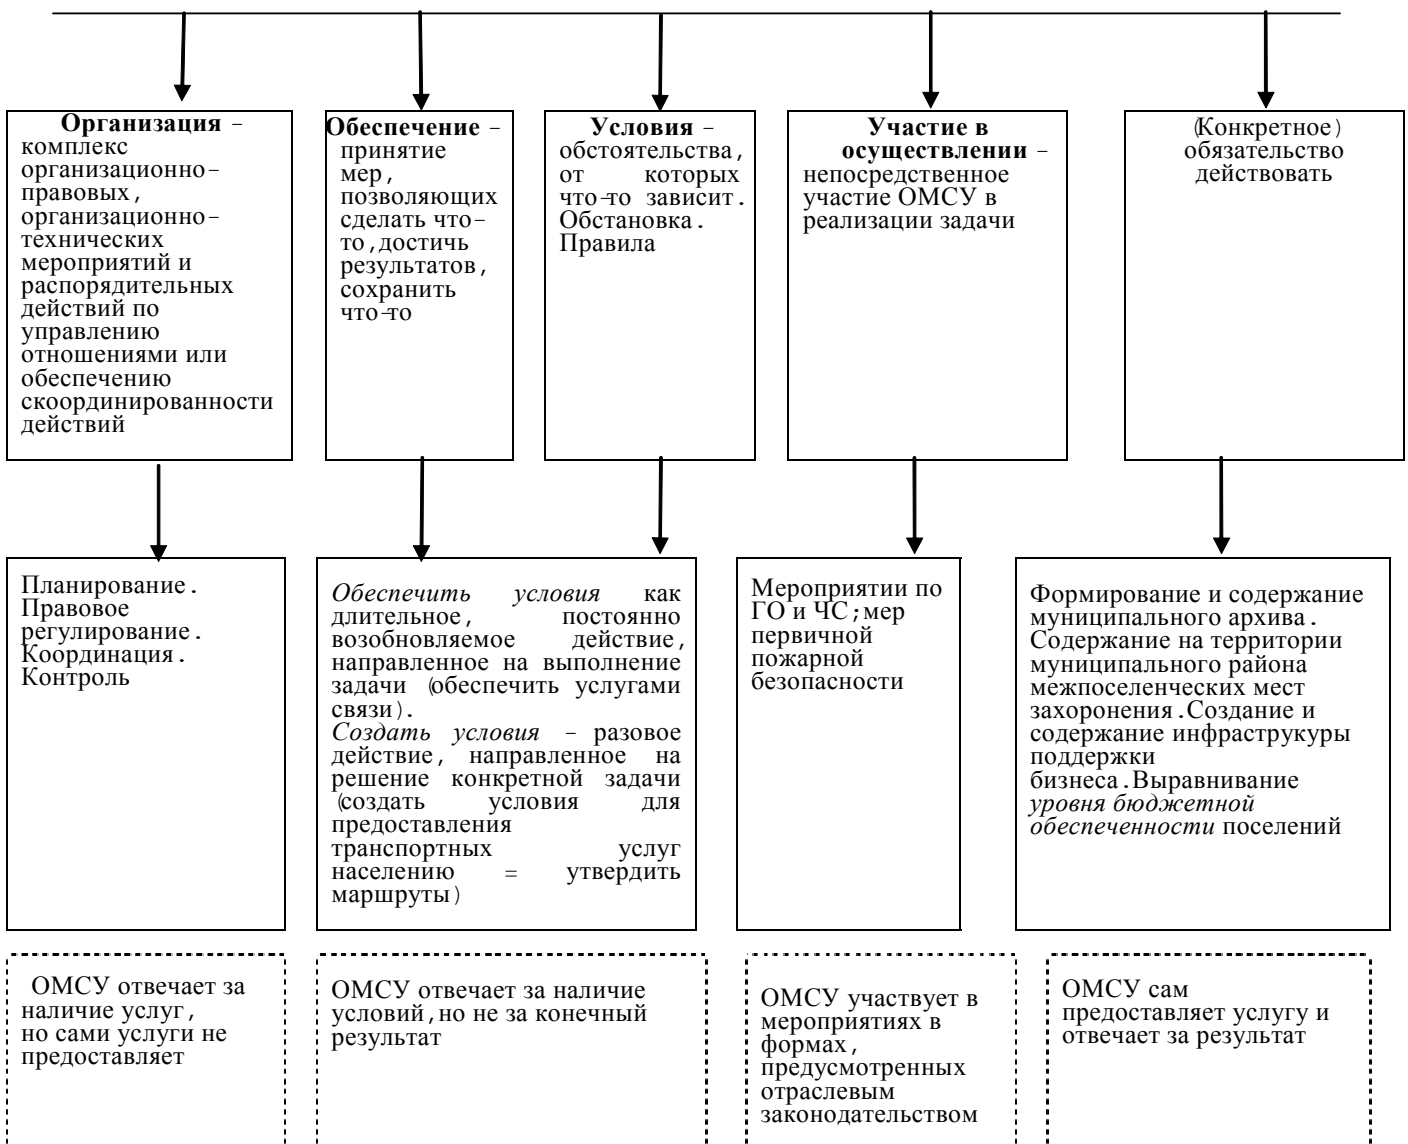 Организация –
комплекс
организационно–
правовых,
организационно–
технических
мероприятий и
распорядительных
действий по
управлению
отношениями или
обеспечению
скоординированности
действий
Обеспечение –
принятие
мер,
позволяющих
сделать что–
то,достичь
результатов,
сохранить
что-то
Условия –
обстоятельства,
от которых
что-то зависит.
Обстановка.
Правила
Участие в
осуществлении –
непосредственное
участие ОМСУ в
реализации задачи
(Конкретное)
обязательство
действовать
Планирование.
Правовое
регулирование.
Координация.
Контроль
Обеспечить условия как
длительное, постоянно
возобновляемое действие,
направленное на выполнение
задачи (обеспечить услугами
связи).
Создать условия – разовое
действие, направленное на
решение конкретной задачи
(создать условия для
предоставления
транспортных услуг
населению = утвердить
маршруты)
Мероприятии по
ГО и ЧС;мер
первичной
пожарной
безопасности
Формирование и содержание
муниципального архива.
Содержание на территории
муниципального района
межпоселенческих мест
захоронения.Создание и
содержание инфраструкуры
поддержки
бизнеса.Выравнивание
уровня бюджетной
обеспеченности поселений
ОМСУ отвечает за
наличие услуг,
но сами услуги не
предоставляет
ОМСУ отвечает за наличие
условий,но не за конечный
результат
ОМСУ участвует в
мероприятиях в
формах,
предусмотренных
отраслевым
законодательством
ОМСУ сам
предоставляет услугу и
отвечает за результат